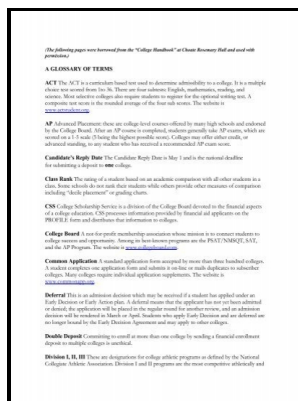 (The following pages were borrowed from the "College Handbook" at Choate Rosemary Hall and used with
permission.)
A GLOSSARY OF TERMS
ACT The ACT is a curriculum based test used to determine admissibility to a college. It is a multiple
choice test scored from 1to 36. There are four subtests: English, mathematics, reading, and
science. Most selective colleges also require students to register for the optional writing test. A
composite test score is the rounded average of the four sub scores. The website is
www.actstudent.org.
AP Advanced Placement: these are college level courses offered by many high schools and endorsed
by the College Board. After an AP course is completed, students generally take AP exams, which are
scored on a 1-5 scale (5 being the highest possible score). Colleges may offer either credit, or
advanced standing, to any student who has received a recommended AP exam score.
Candidate's Reply Date The Candidate Reply Date is May 1 and is the national deadline
for submitting a deposit to one college.
Class Rank The rating of a student based on an academic comparison with all other students in a
class. Some schools do not rank their students while others provide other measures of comparison
including "decile placement" or grading charts.
CSS College Scholarship Service is a division of the College Board devoted to the financial aspects
of a college education. CSS processes information provided by financial aid applicants on the
PROFILE form and distributes that information to colleges.
College Board A not-for-profit membership association whose mission is to connect students to
college success and opportunity. Among its best-known programs are the PSAT/NMSQT, SAT,
and the AP Program. The website is www.collegeboard.com.
Common Application A standard application form accepted by more than three hundred colleges.
A student completes one application form and submits it on-line or mails duplicates to subscriber
colleges. Many colleges require individual application supplements. The website is
www.commonapp.org.
Deferral This is an admission decision which may be received if a student has applied under an
Early Decision or Early Action plan. A deferral means that the applicant has not yet been admitted
or denied; the application will be placed in the regular round for another review, and an admission
decision will be rendered in March or April. Students who apply Early Decision and are deferred are
no longer bound by the Early Decision Agreement and may apply to other colleges.
Double Deposit Committing to enroll at more than one college by sending a financial enrollment
deposit to multiple colleges is unethical.
Division I, II, III These are designations for college athletic programs as defined by the National
Collegiate Athletic Association. Division I and II programs are the most competitive athletically and